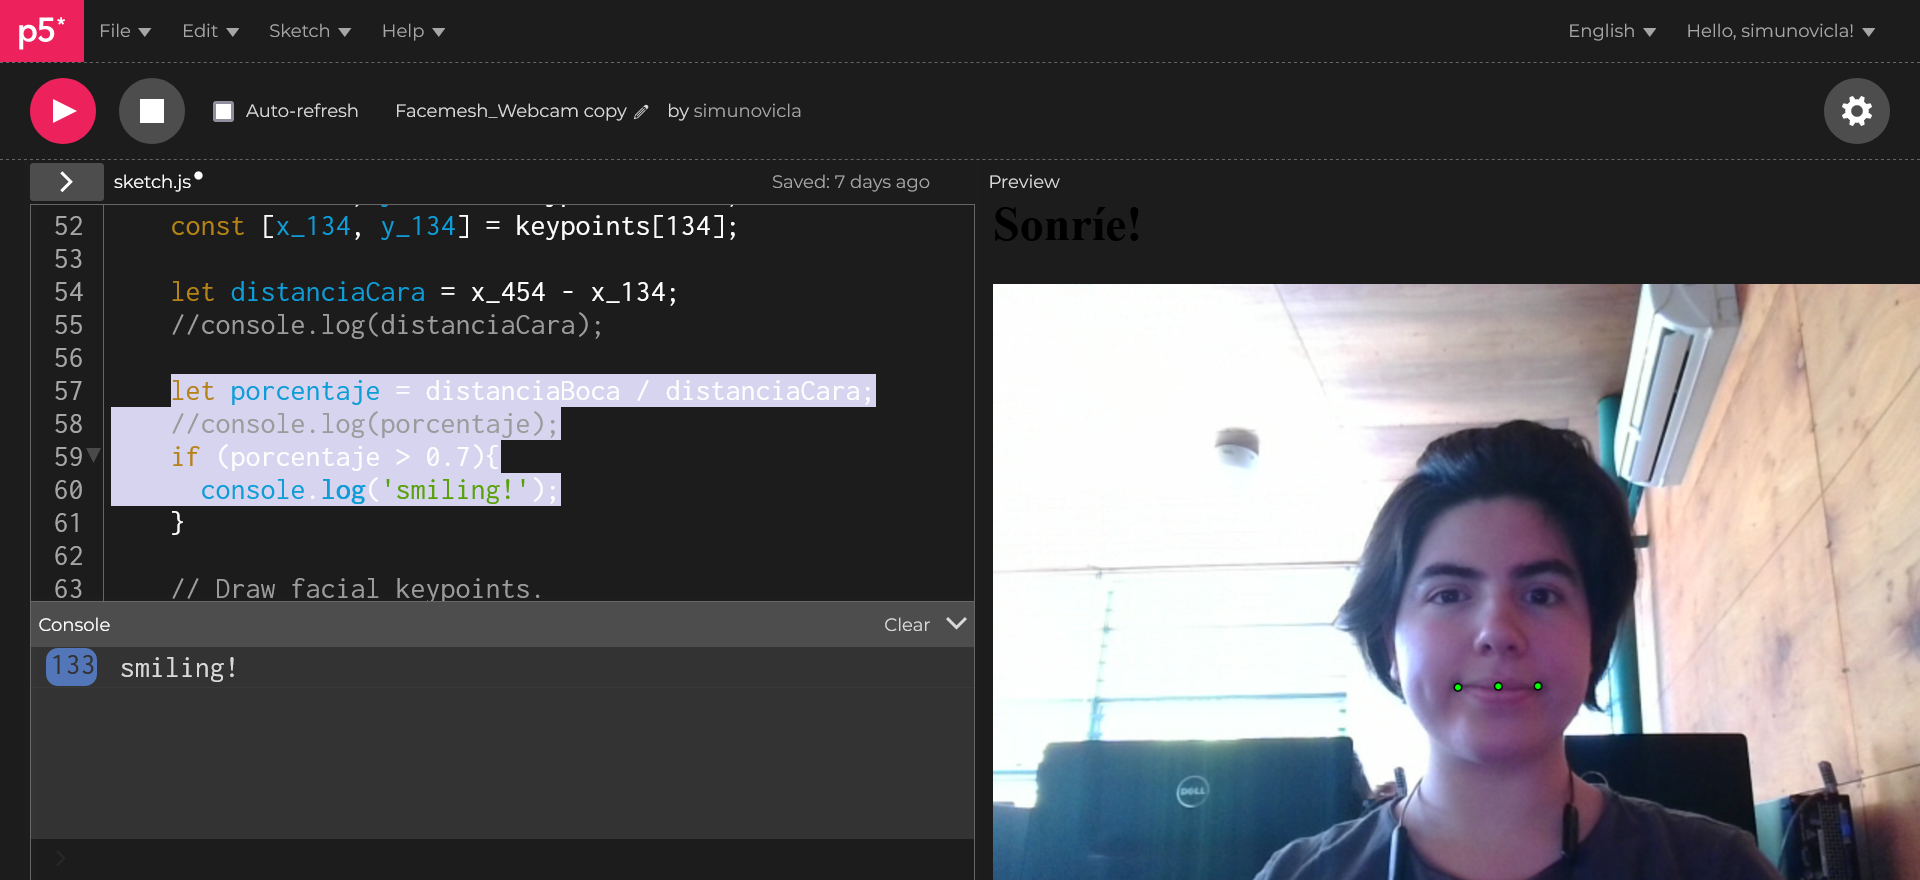 p5* File Edit Sketch Help English Hello, simunovicla!
Auto-refresh Facemesh_Webcam copy by simunovicla
sketch.js Saved: 7 days ago Preview
52 const [x_134, y_134] = keypoints[134];
53
54 let distanciaCara = x_454 - x_134;
55 //console.log(distanciaCara);
56
57 let porcentaje = distanciaBoca / distanciaCara;
58 //console.log(porcentaje);
59 if (porcentaje > 0.7){
60 console.log('smiling!');
61 }
62
63 // Draw facial keypoints.
Console Clear
133 smiling!
>
Sonríe!
DELL